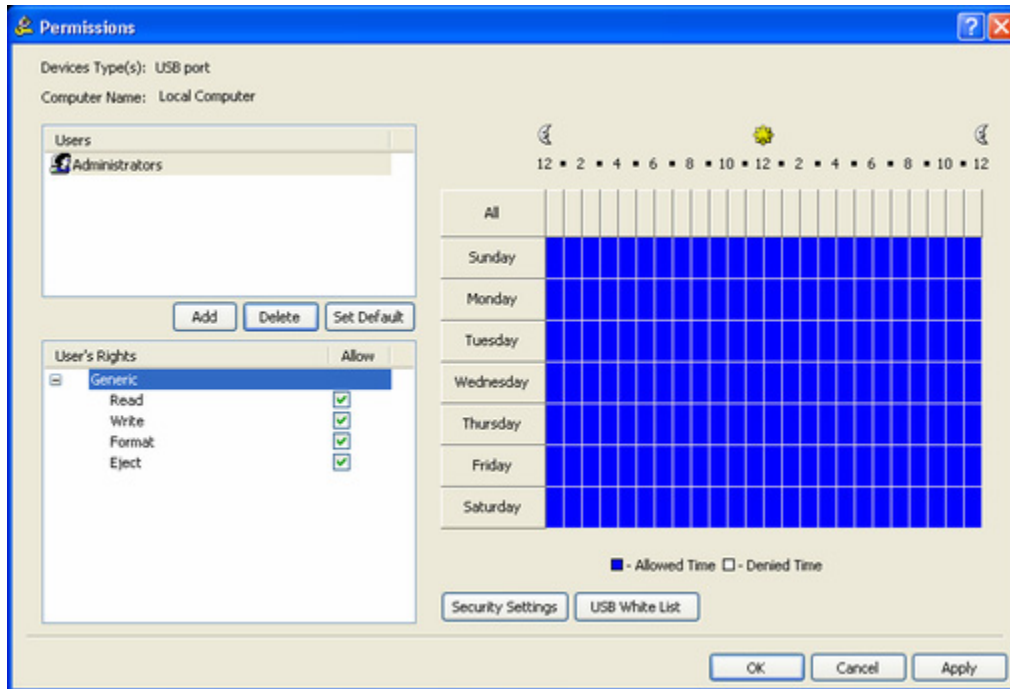 Permissions
Devices Type(s): USB port
Computer Name: Local Computer
Users
Administrators
Add Delete Set Default
User's Rights Allow
Generic
Read
Write
Format
Eject
12 ▪ 2 ▪ 4 ▪ 6 ▪ 8 ▪ 10 ▪ 12 ▪ 2 ▪ 4 ▪ 6 ▪ 8 ▪ 10 ▪ 12
All
Sunday
Monday
Tuesday
Wednesday
Thursday
Friday
Saturday
- Allowed Time - Denied Time
Security Settings USB White List
OK Cancel Apply